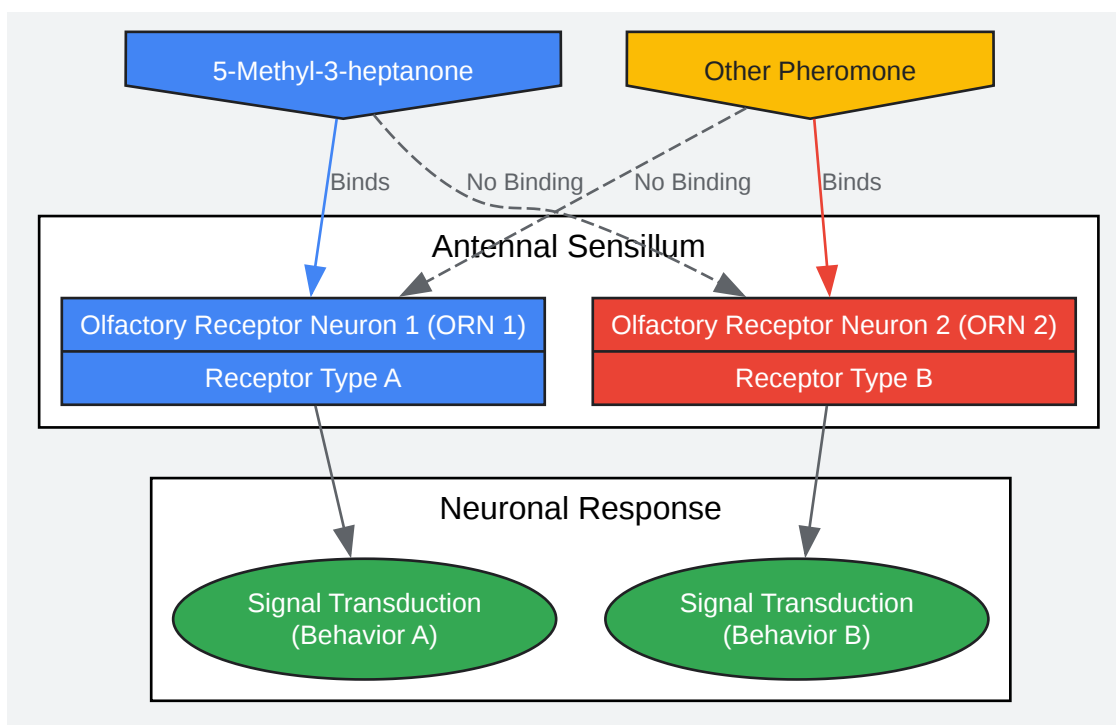 5-Methyl-3-heptanone
Other Pheromone
Binds
No Binding
No Binding
Binds
Antennal Sensillum
Olfactory Receptor Neuron 1 (ORN 1)
Receptor Type A
Olfactory Receptor Neuron 2 (ORN 2)
Receptor Type B
Neuronal Response
Signal Transduction
(Behavior A)
Signal Transduction
(Behavior B)